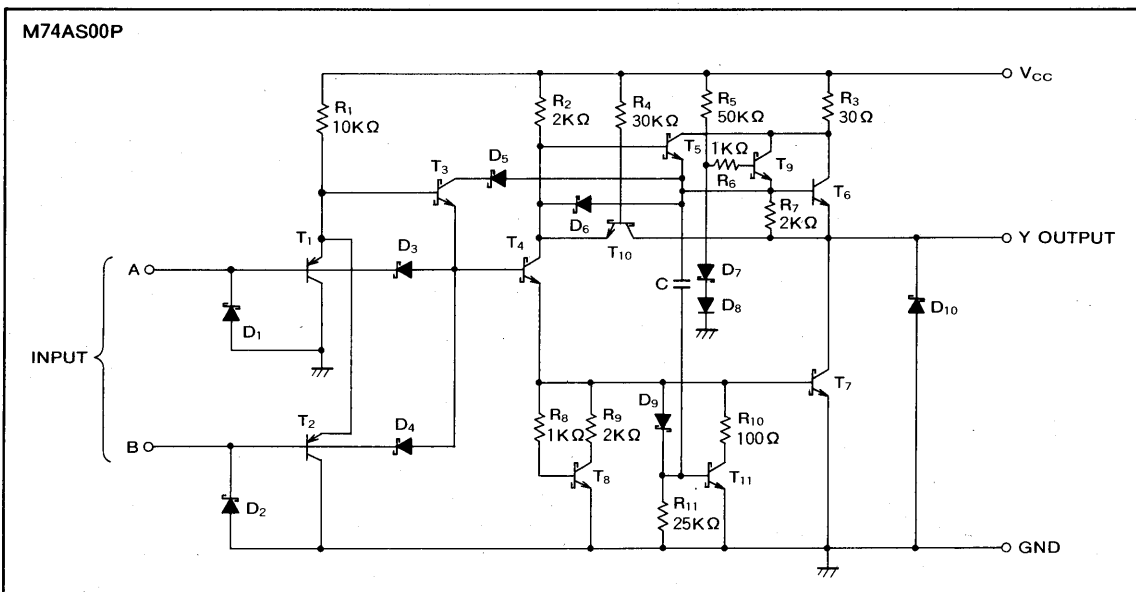 M74AS00P
VCC
R1
10KΩ
R2
2KΩ
R4
30KΩ
R5
50KΩ
R3
30Ω
T5
1KΩ
R6
T9
T3
D5
T6
R7
2KΩ
D6
T1
T4
T10
Y OUTPUT
A
D3
D7
C
D8
D1
D10
INPUT
T7
T2
D4
D9
R8
1KΩ
R9
2KΩ
R10
100Ω
B
T8
T11
D2
R11
25KΩ
GND